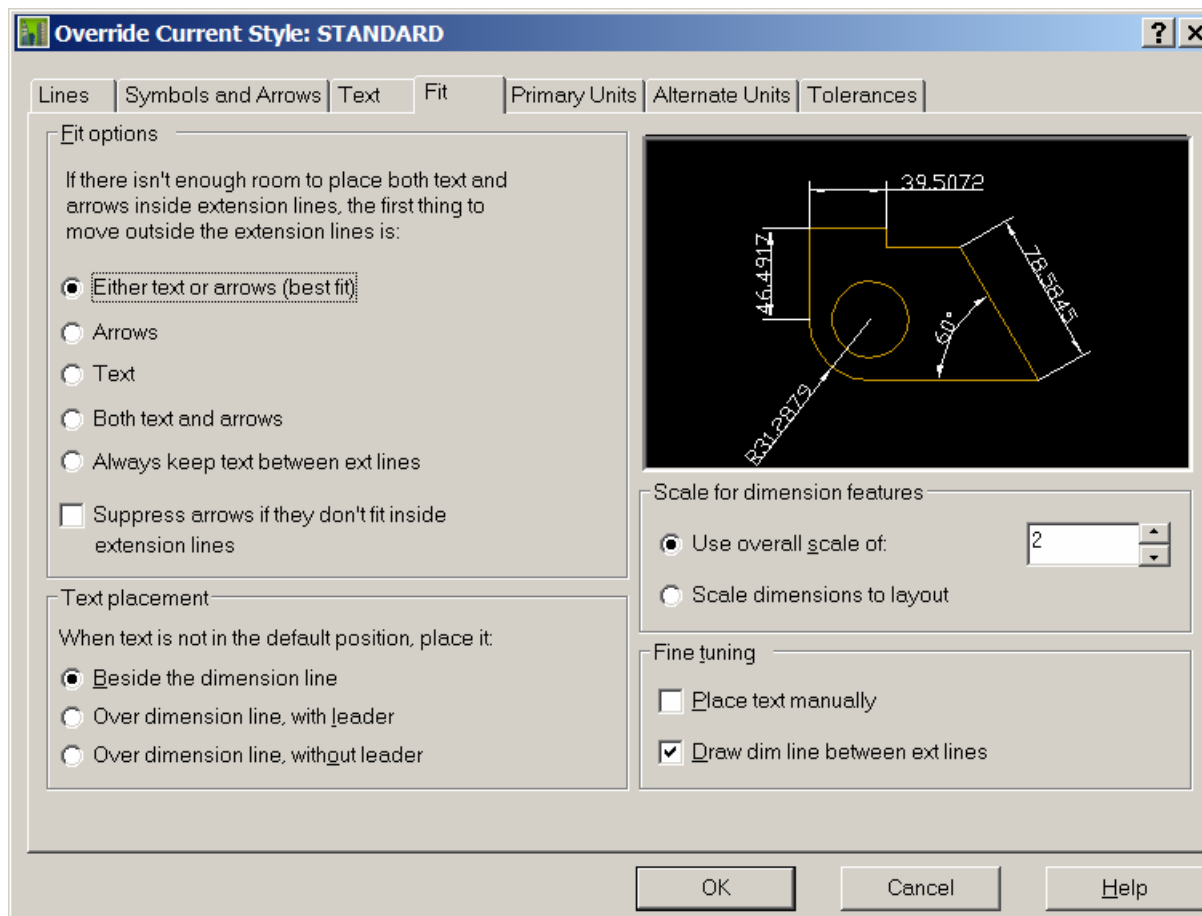 Override Current Style: STANDARD
? X
Lines Symbols and Arrows Text Fit Primary Units Alternate Units Tolerances
Fit options
If there isn't enough room to place both text and
arrows inside extension lines, the first thing to
move outside the extension lines is:
Either text or arrows (best fit)
Arrows
Text
Both text and arrows
Always keep text between ext lines
Suppress arrows if they don't fit inside
extension lines
Text placement
When text is not in the default position, place it:
Beside the dimension line
Over dimension line, with leader
Over dimension line, without leader
39.5072
46.4917
78.5845
60°
R31.2879
Scale for dimension features
Use overall scale of: 2
Scale dimensions to layout
Fine tuning
Place text manually
Draw dim line between ext lines
OK Cancel Help